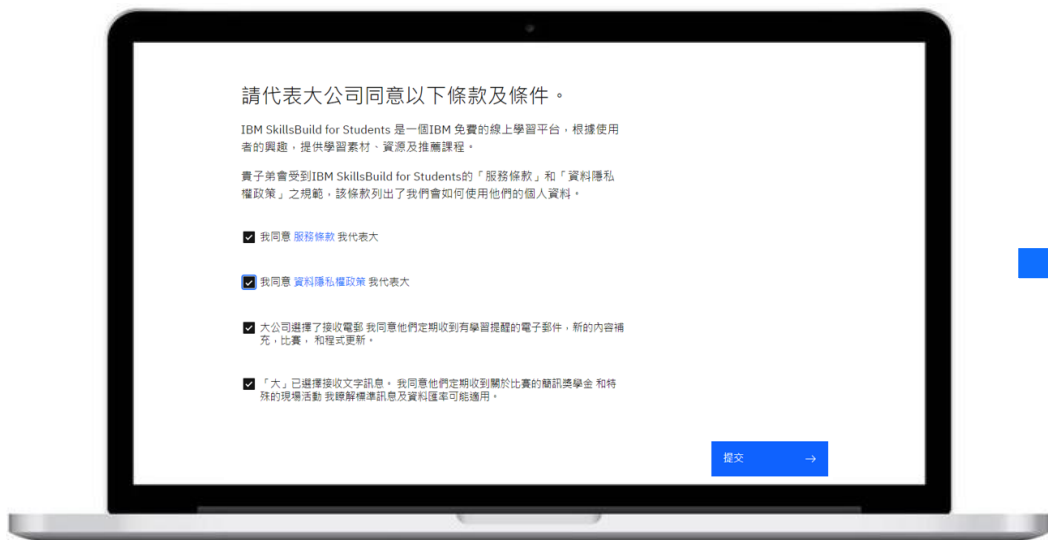 請代表大公司同意以下條款及條件。
IBM SkillsBuild for Students 是一個IBM 免費的線上學習平台，根據使用
者的興趣，提供學習素材、資源及推薦課程。
貴子弟會受到IBM SkillsBuild for Students的「服務條款」和「資料隱私
權政策」之規範，該條款列出了我們會如何使用他們的個人資料。
我同意 服務條款 我代表大
我同意 資料隱私權政策 我代表大
大公司選擇了接收電郵 我同意他們定期收到有學習提醒的電子郵件，新的內容補
充，比賽， 和程式更新。
「大」已選擇接收文字訊息。 我同意他們定期收到關於比賽的簡訊獎學金 和特
殊的現場活動 我瞭解標準訊息及資料匯率可能適用。
提交 →